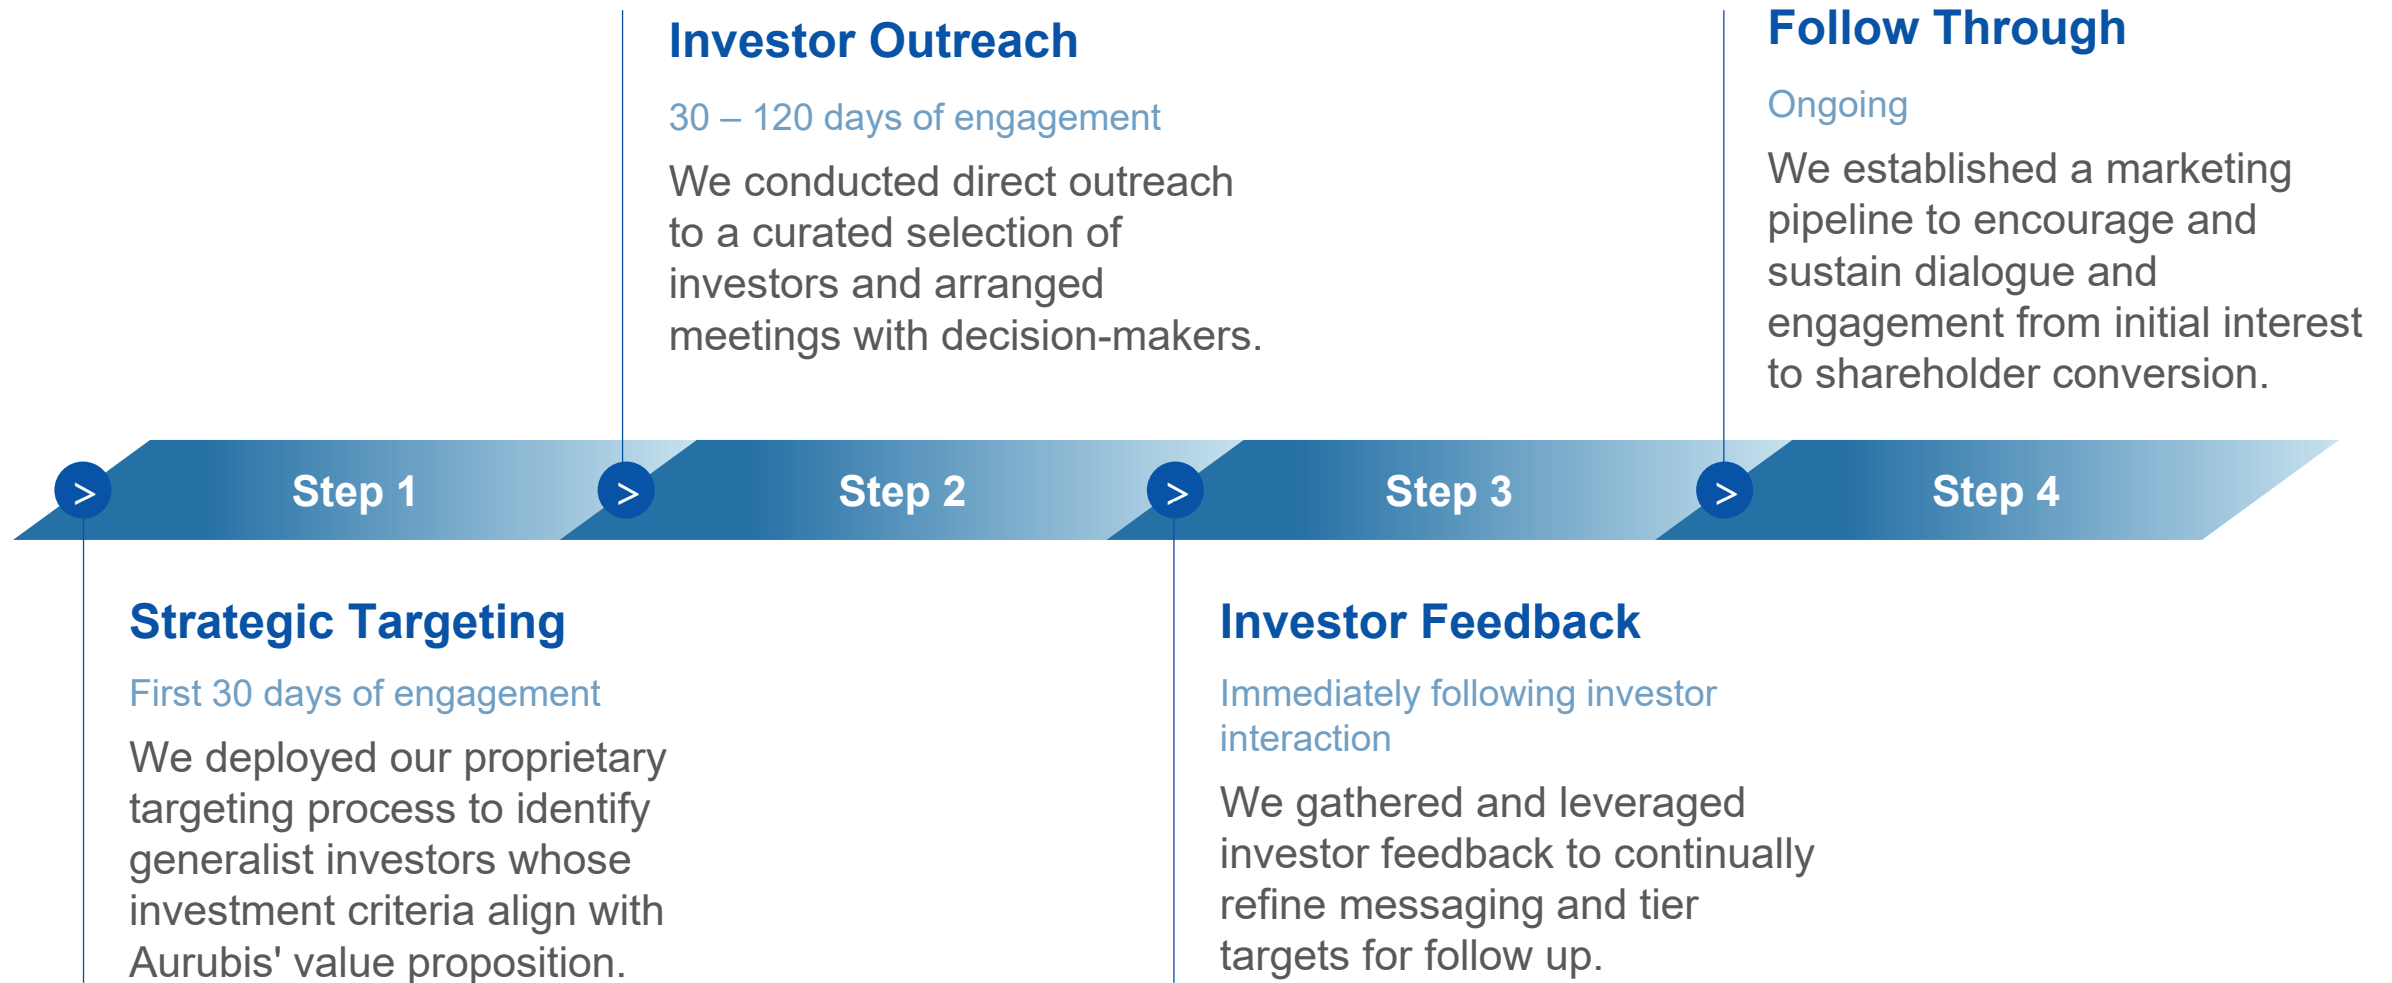 Investor Outreach
30 – 120 days of engagement
We conducted direct outreach
to a curated selection of
investors and arranged
meetings with decision-makers.
Follow Through
Ongoing
We established a marketing
pipeline to encourage and
sustain dialogue and
engagement from initial interest
to shareholder conversion.
> Step 1 > Step 2 > Step 3 > Step 4
Strategic Targeting
First 30 days of engagement
We deployed our proprietary
targeting process to identify
generalist investors whose
investment criteria align with
Aurubis' value proposition.
Investor Feedback
Immediately following investor
interaction
We gathered and leveraged
investor feedback to continually
refine messaging and tier
targets for follow up.